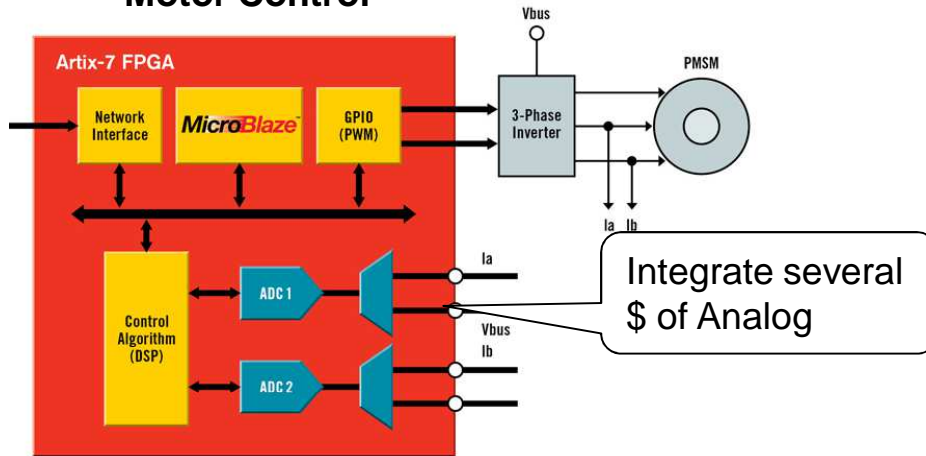 Motor Control
Vbus
Artix-7 FPGA
PMSM
Network
Interface
MicroBlaze™
GPIO
(PWM)
3-Phase
Inverter
Ia Ib
Ia
ADC 1
Integrate several
$ of Analog
Control
Algorithm
(DSP)
Vbus
Ib
ADC 2